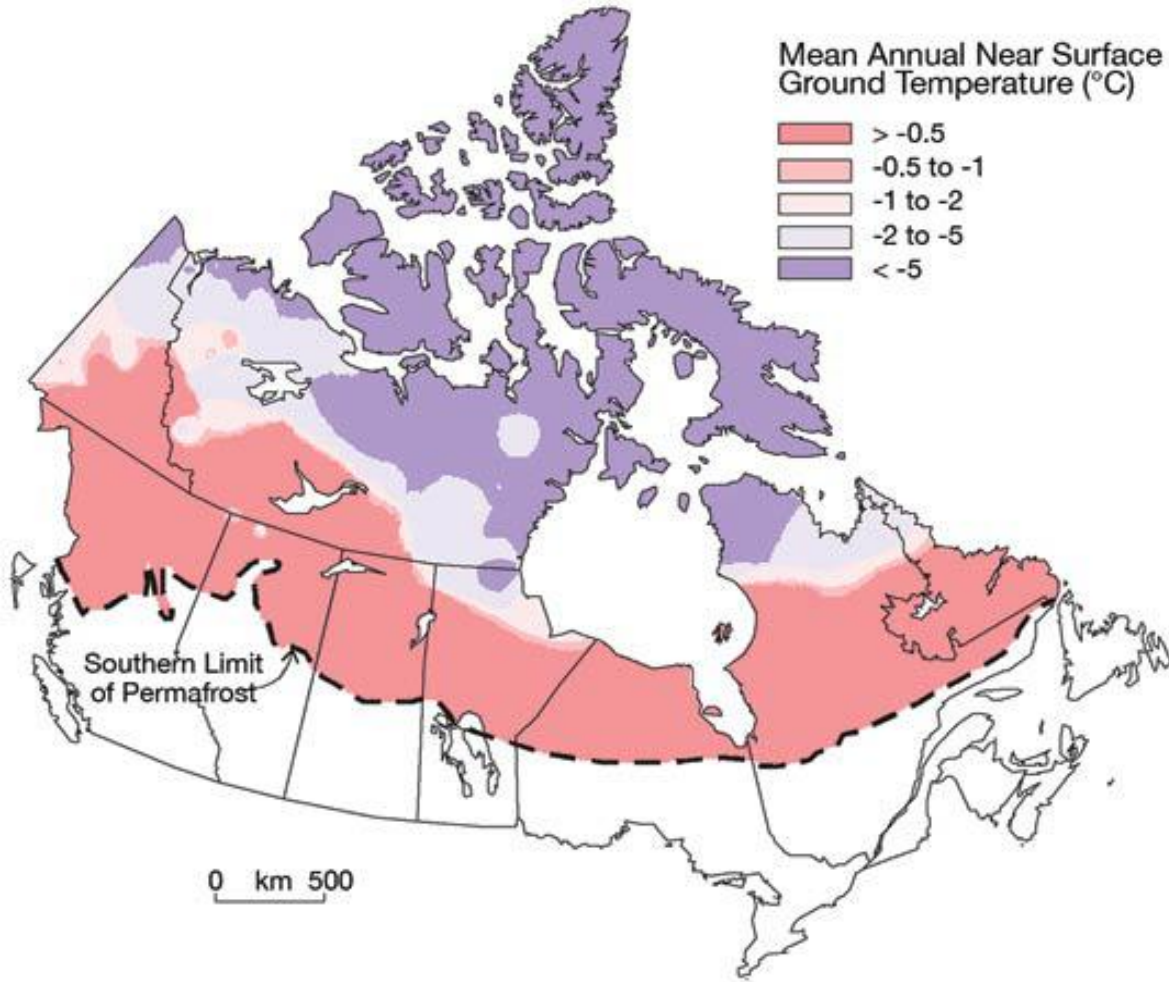 Mean Annual Near Surface
Ground Temperature (°C)
> -0.5
-0.5 to -1
-1 to -2
-2 to -5
< -5
Southern Limit
of Permafrost
0 km 500